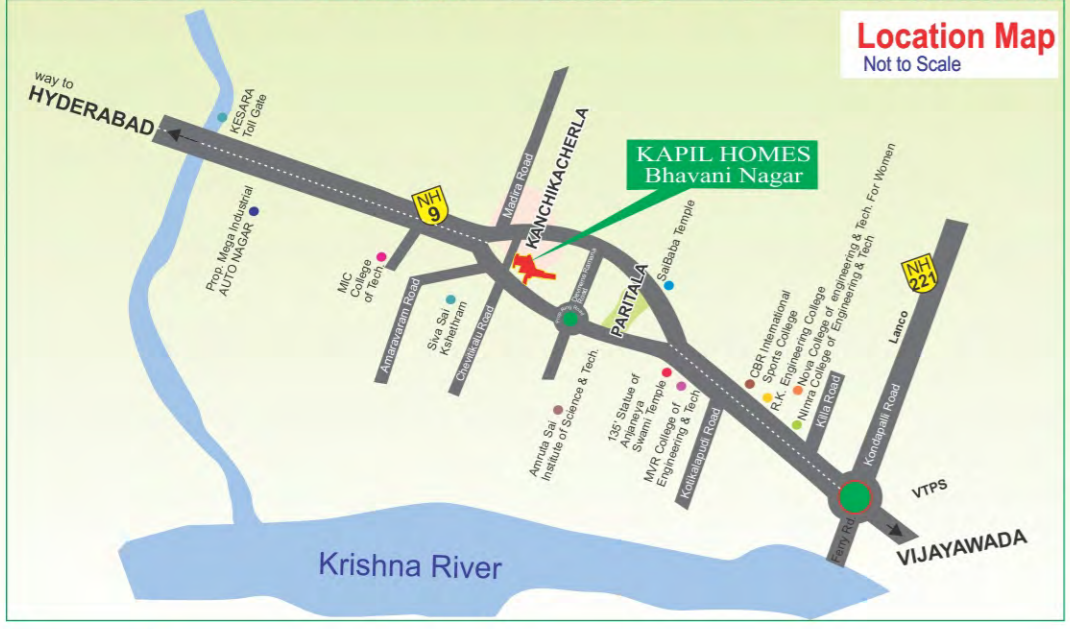 Location Map
Not to Scale
way to
HYDERABAD
KESARA
Toll Gate
Prop. Mega Industrial
AUTO NAGAR
NH
9
MIC
College
of Tech.
Madira Road
KANCHIKACHERLA
KAPIL HOMES
Bhavani Nagar
Amaravaram Road
Siva Sai
Kshethram
Chevitikalu Road
Road
PARITALA
SaiBaba Temple
Amruta Sai
Institute of Science & Tech.
135' Statue of
Anjaneya
Swami Temple
MVR College of
Engineering & Tech
Kotikalapudi Road
CBR International
Sports College
R.K. Engineering College
Nova College of engineering & Tech. For Women
NImra College of Engineering & Tech
Killa Road
Kondapalli Road
Lanco
NH
221
VTPS
Ferry Rd.
VIJAYAWADA
Krishna River